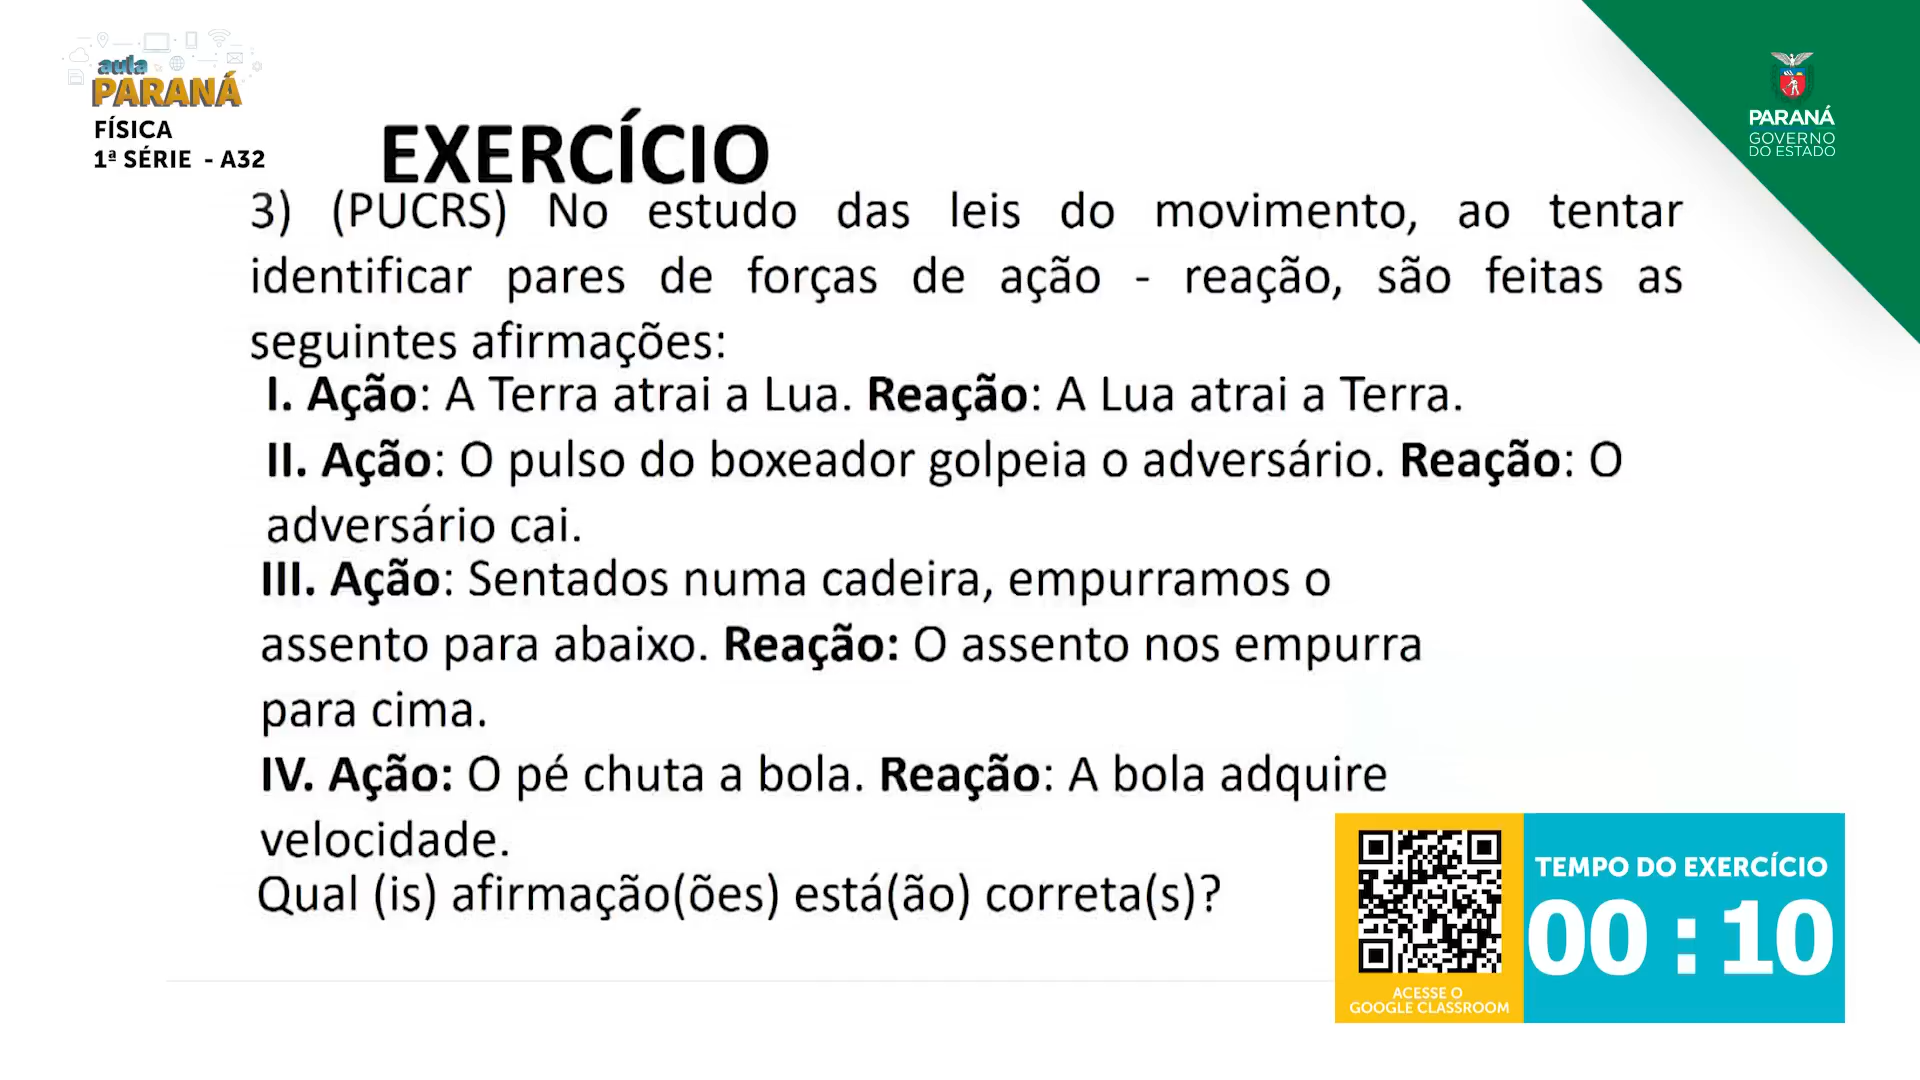 aula
PARANÁ
FÍSICA
1ª SÉRIE - A32
PARANÁ
GOVERNO
DO ESTADO
EXERCÍCIO
3) (PUCRS) No estudo das leis do movimento, ao tentar
identificar pares de forças de ação - reação, são feitas as
seguintes afirmações:
I. Ação: A Terra atrai a Lua. Reação: A Lua atrai a Terra.
II. Ação: O pulso do boxeador golpeia o adversário. Reação: O
adversário cai.
III. Ação: Sentados numa cadeira, empurramos o
assento para abaixo. Reação: O assento nos empurra
para cima.
IV. Ação: O pé chuta a bola. Reação: A bola adquire
velocidade.
Qual (is) afirmação(ões) está(ão) correta(s)?
ACESSE O
GOOGLE CLASSROOM
TEMPO DO EXERCÍCIO
00 : 10